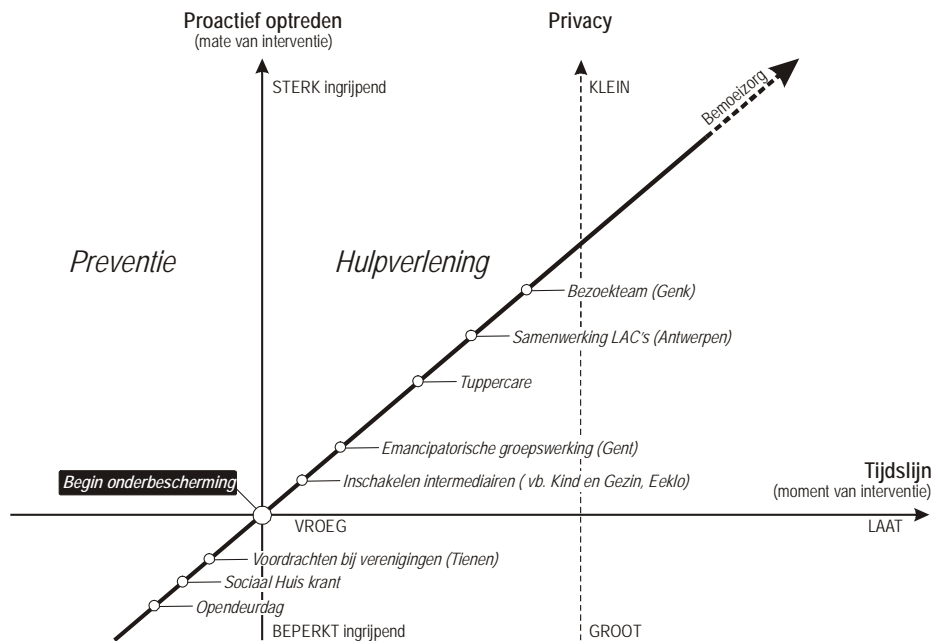 Proactief optreden
(mate van interventie)
Privacy
STERK ingrijpend
KLEIN
Bemoeizorg
Preventie
Hulpverlening
Bezoekteam (Genk)
Samenwerking LAC's (Antwerpen)
Tuppercare
Emancipatorische groepswerking (Gent)
Begin onderbescherming
Inschakelen intermediairen ( vb. Kind en Gezin, Eeklo)
Tijdslijn
(moment van interventie)
VROEG
LAAT
Voordrachten bij verenigingen (Tienen)
Sociaal Huis krant
Opendeurdag
BEPERKT ingrijpend
GROOT